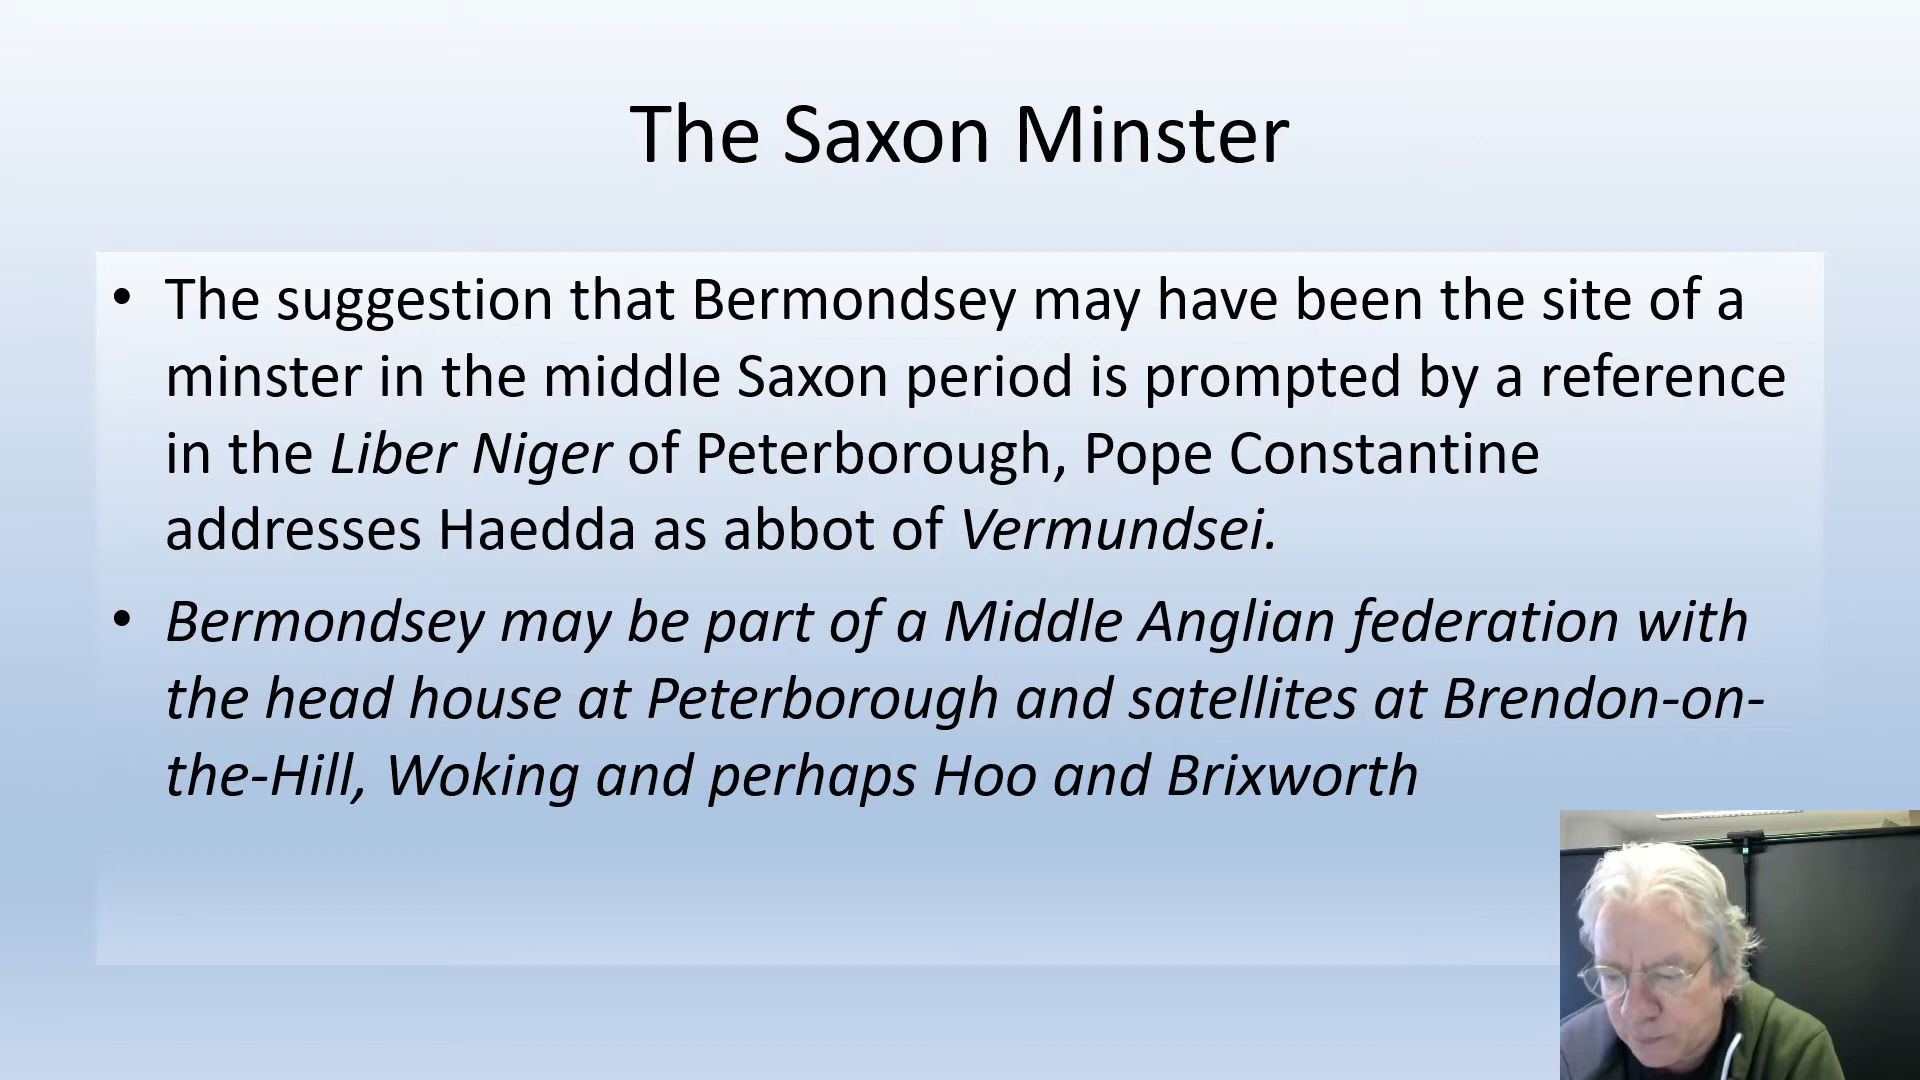 The Saxon Minster
• The suggestion that Bermondsey may have been the site of a
minster in the middle Saxon period is prompted by a reference
in the Liber Niger of Peterborough, Pope Constantine
addresses Haedda as abbot of Vermundsei.
• Bermondsey may be part of a Middle Anglian federation with
the head house at Peterborough and satellites at Brendon-on-
the-Hill, Woking and perhaps Hoo and Brixworth